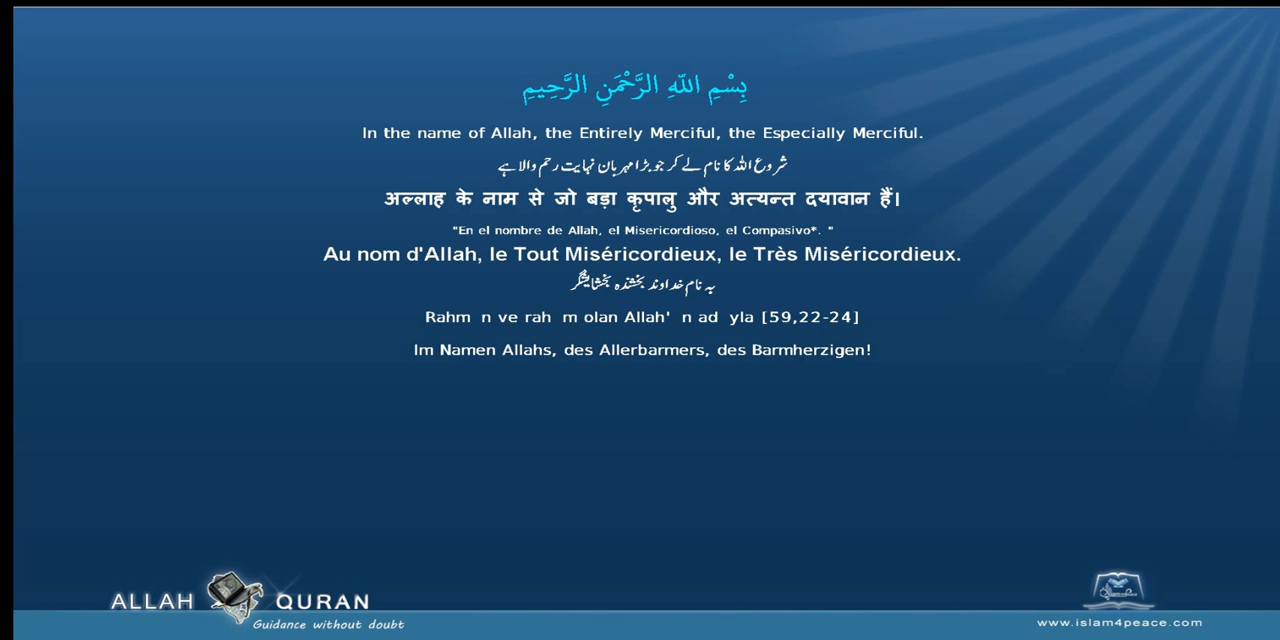 بِسْمِ اللّهِ الرَّحْمَنِ الرَّحِيمِ
In the name of Allah, the Entirely Merciful, the Especially Merciful.
شروع الله کا نام لے کر جو بڑا مہربان نہایت رحم والا ہے
अल्लाह के नाम से जो बड़ा कृपालु और अत्यन्त दयावान हैं।
"En el nombre de Allah, el Misericordioso, el Compasivo*. "
Au nom d'Allah, le Tout Miséricordieux, le Très Miséricordieux.
به نام خداوند بخشنده بخشایشگر
Rahm n ve rah m olan Allah' n ad yla [59,22-24]
Im Namen Allahs, des Allerbarmers, des Barmherzigen!
ALLAH QURAN
Guidance without doubt
www.islam4peace.com